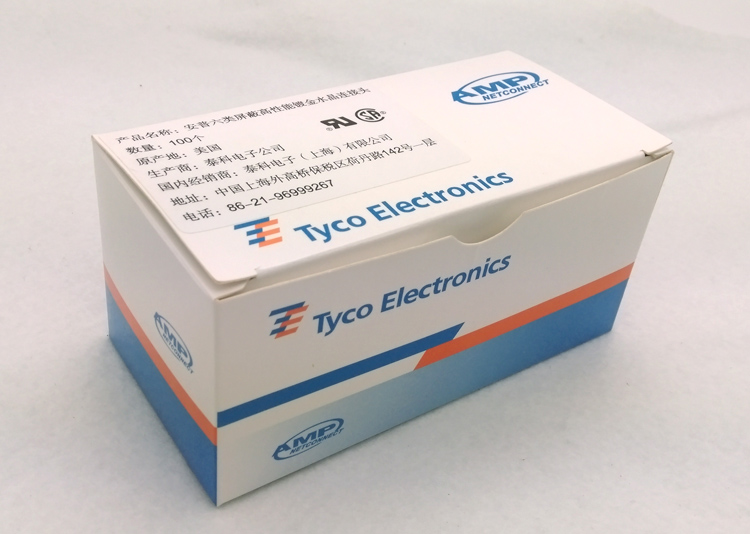 AMP
NETCONNECT
产品名称：安普六类屏蔽高性能镀金水晶连接头
数量：100个
原产地：美国
生产商：泰科电子公司
国内经销商：泰科电子（上海）有限公司
地址：中国上海外高桥保税区荷丹路142号一层
电话：86-21-96999267
Tyco Electronics
Tyco Electronics
AMP
NETCONNECT
AMP
NETCONNECT